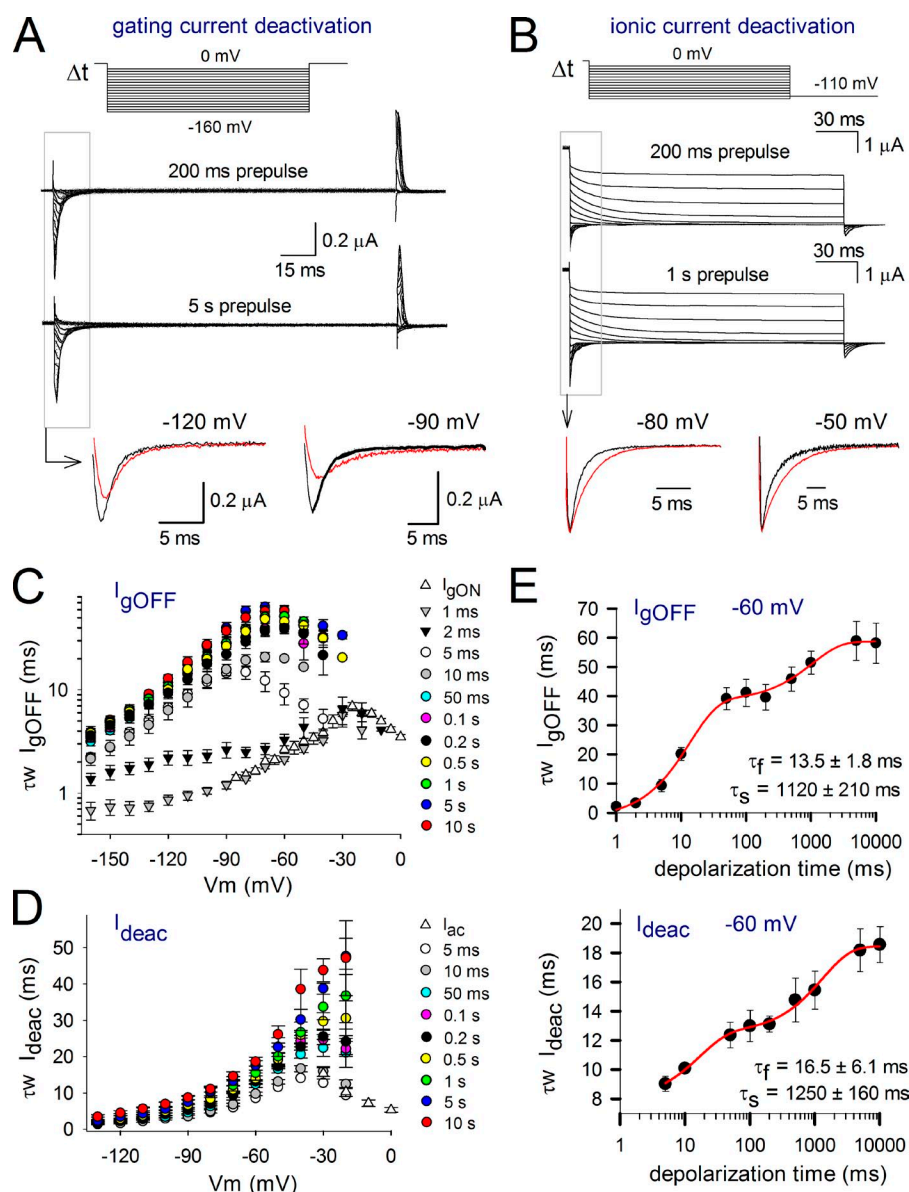 A gating current deactivation
Δt
0 mV
-160 mV
200 ms prepulse
0.2 μA
15 ms
5 s prepulse
-120 mV
-90 mV
0.2 μA
0.2 μA
5 ms
5 ms
B ionic current deactivation
Δt
0 mV
-110 mV
30 ms
1 μA
200 ms prepulse
30 ms
1 μA
1 s prepulse
-80 mV
-50 mV
5 ms
5 ms
C
IgOFF
τw IgOFF (ms)
10
1
-150 -120 -90 -60 -30 0
Vm (mV)
IgON
1 ms
2 ms
5 ms
10 ms
50 ms
0.1 s
0.2 s
0.5 s
1 s
5 s
10 s
D
Ideac
τw Ideac (ms)
50
40
30
20
10
0
-120 -90 -60 -30 0
Vm (mV)
Iac
5 ms
10 ms
50 ms
0.1 s
0.2 s
0.5 s
1 s
5 s
10 s
E
IgOFF -60 mV
τw IgOFF (ms)
70
60
50
40
30
20
10
0
τf = 13.5 ± 1.8 ms
τs = 1120 ± 210 ms
1 10 100 1000 10000
depolarization time (ms)
Ideac -60 mV
τw Ideac (ms)
20
18
16
14
12
10
8
τf = 16.5 ± 6.1 ms
τs = 1250 ± 160 ms
1 10 100 1000 10000
depolarization time (ms)